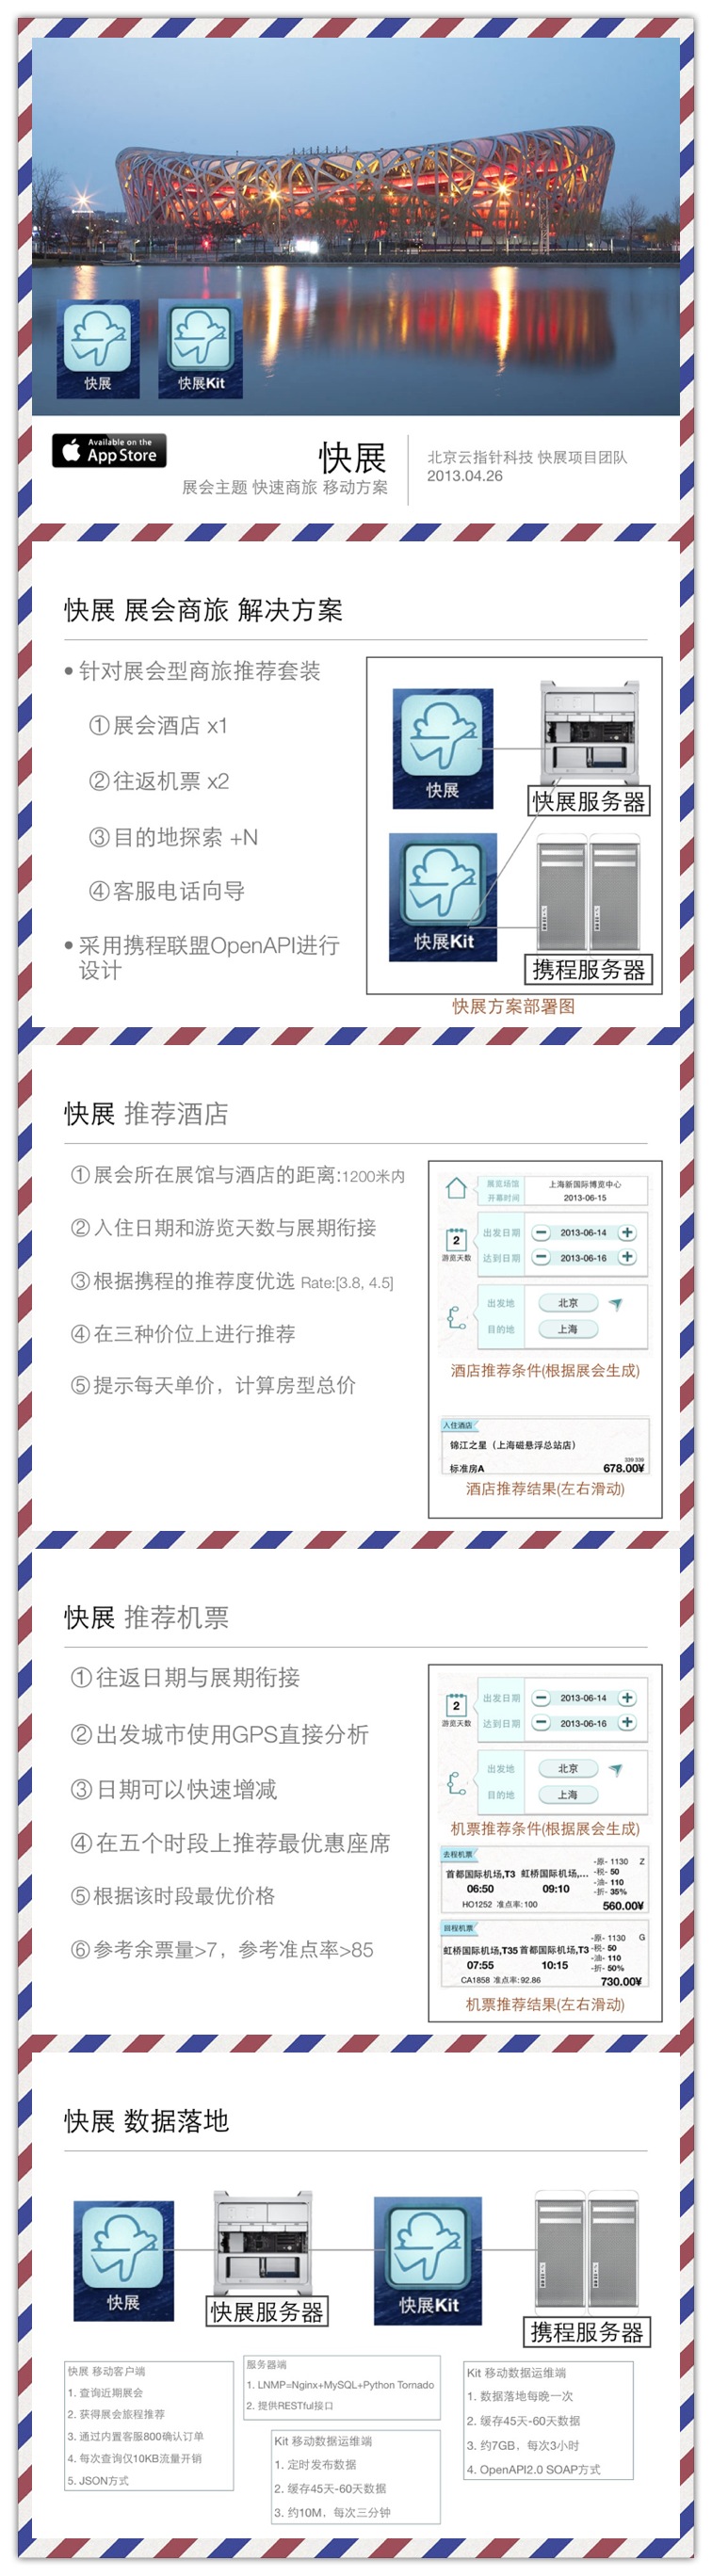 快展
快展Kit
Available on the
App Store
快展
展会主题 快速商旅 移动方案
北京云指针科技 快展项目团队
2013.04.26
快展 展会商旅 解决方案
• 针对展会型商旅推荐套装
①展会酒店 x1
②往返机票 x2
③目的地探索 +N
④客服电话向导
• 采用携程联盟OpenAPI进行
设计
快展
快展服务器
快展Kit
携程服务器
快展方案部署图
快展 推荐酒店
①展会所在展馆与酒店的距离:1200米内
②入住日期和游览天数与展期衔接
③根据携程的推荐度优选 Rate:[3.8, 4.5]
④在三种价位上进行推荐
⑤提示每天单价，计算房型总价
展览场馆 上海新国际博览中心
开幕时间 2013-06-15
2
游览天数
出发日期 2013-06-14
达到日期 2013-06-16
出发地 北京
目的地 上海
酒店推荐条件(根据展会生成)
入住酒店
锦江之星（上海磁悬浮总站店）
339 339
标准房A 678.00¥
酒店推荐结果(左右滑动)
快展 推荐机票
①往返日期与展期衔接
②出发城市使用GPS直接分析
③日期可以快速增减
④在五个时段上推荐最优惠座席
⑤根据该时段最优价格
⑥参考余票量>7，参考准点率>85
2
游览天数
出发日期 2013-06-14
达到日期 2013-06-16
出发地 北京
目的地 上海
机票推荐条件(根据展会生成)
去程机票
首都国际机场,T3 虹桥国际机场,...
06:50 09:10
HO1252 准点率:100
-原- 1130 Z
-税- 50
-油- 110
-折- 35%
560.00¥
回程机票
虹桥国际机场,T35 首都国际机场,T3
07:55 10:15
CA1858 准点率:92.86
-原- 1130 G
-税- 50
-油- 110
-折- 50%
730.00¥
机票推荐结果(左右滑动)
快展 数据落地
快展
快展服务器
快展Kit
携程服务器
快展 移动客户端
1. 查询近期展会
2. 获得展会旅程推荐
3. 通过内置客服800确认订单
4. 每次查询仅10KB流量开销
5. JSON方式
服务器端
1. LNMP=Nginx+MySQL+Python Tornado
2. 提供RESTful接口
Kit 移动数据运维端
1. 定时发布数据
2. 缓存45天-60天数据
3. 约10M，每次三分钟
Kit 移动数据运维端
1. 数据落地每晚一次
2. 缓存45天-60天数据
3. 约7GB，每次3小时
4. OpenAPI2.0 SOAP方式